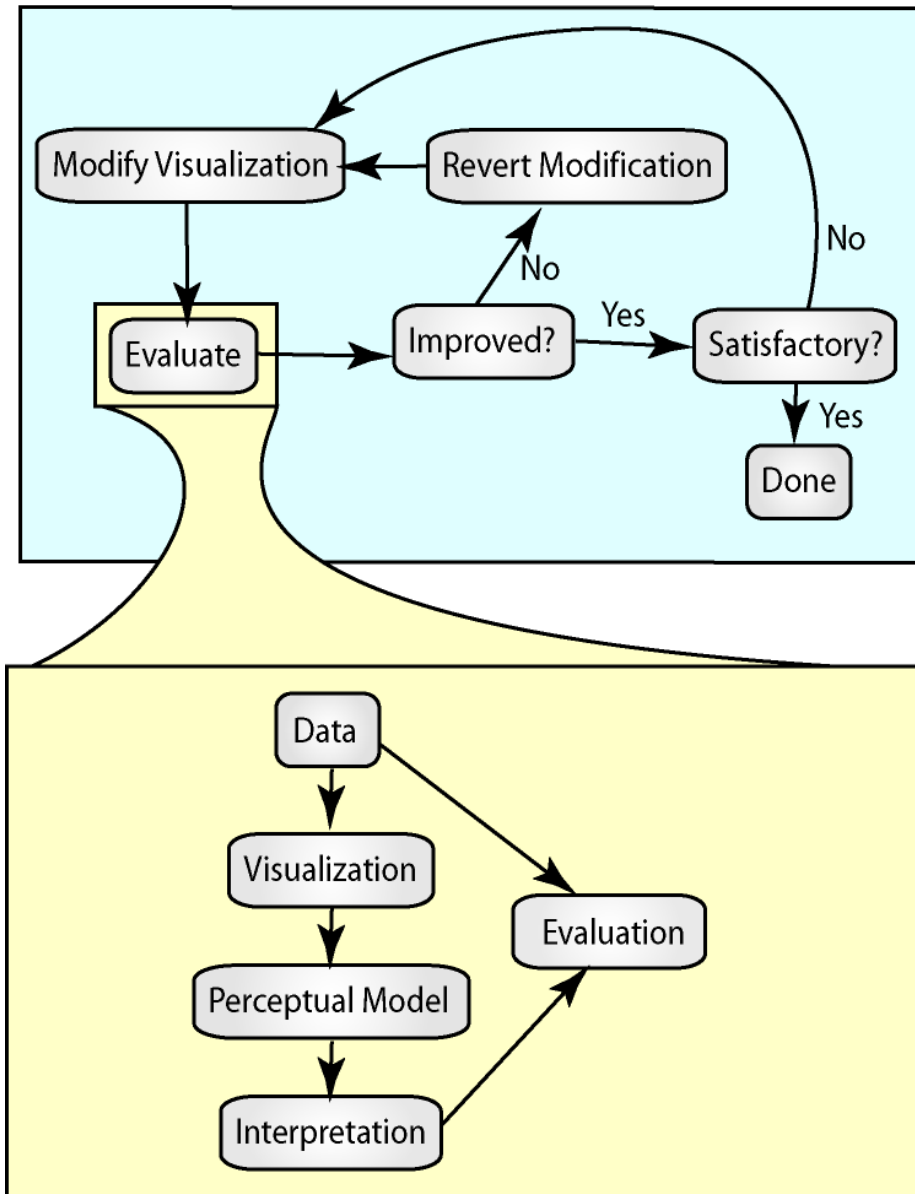 Modify Visualization
Revert Modification
No
No
Evaluate
Improved?
Yes
Satisfactory?
Yes
Done
Data
Visualization
Evaluation
Perceptual Model
Interpretation